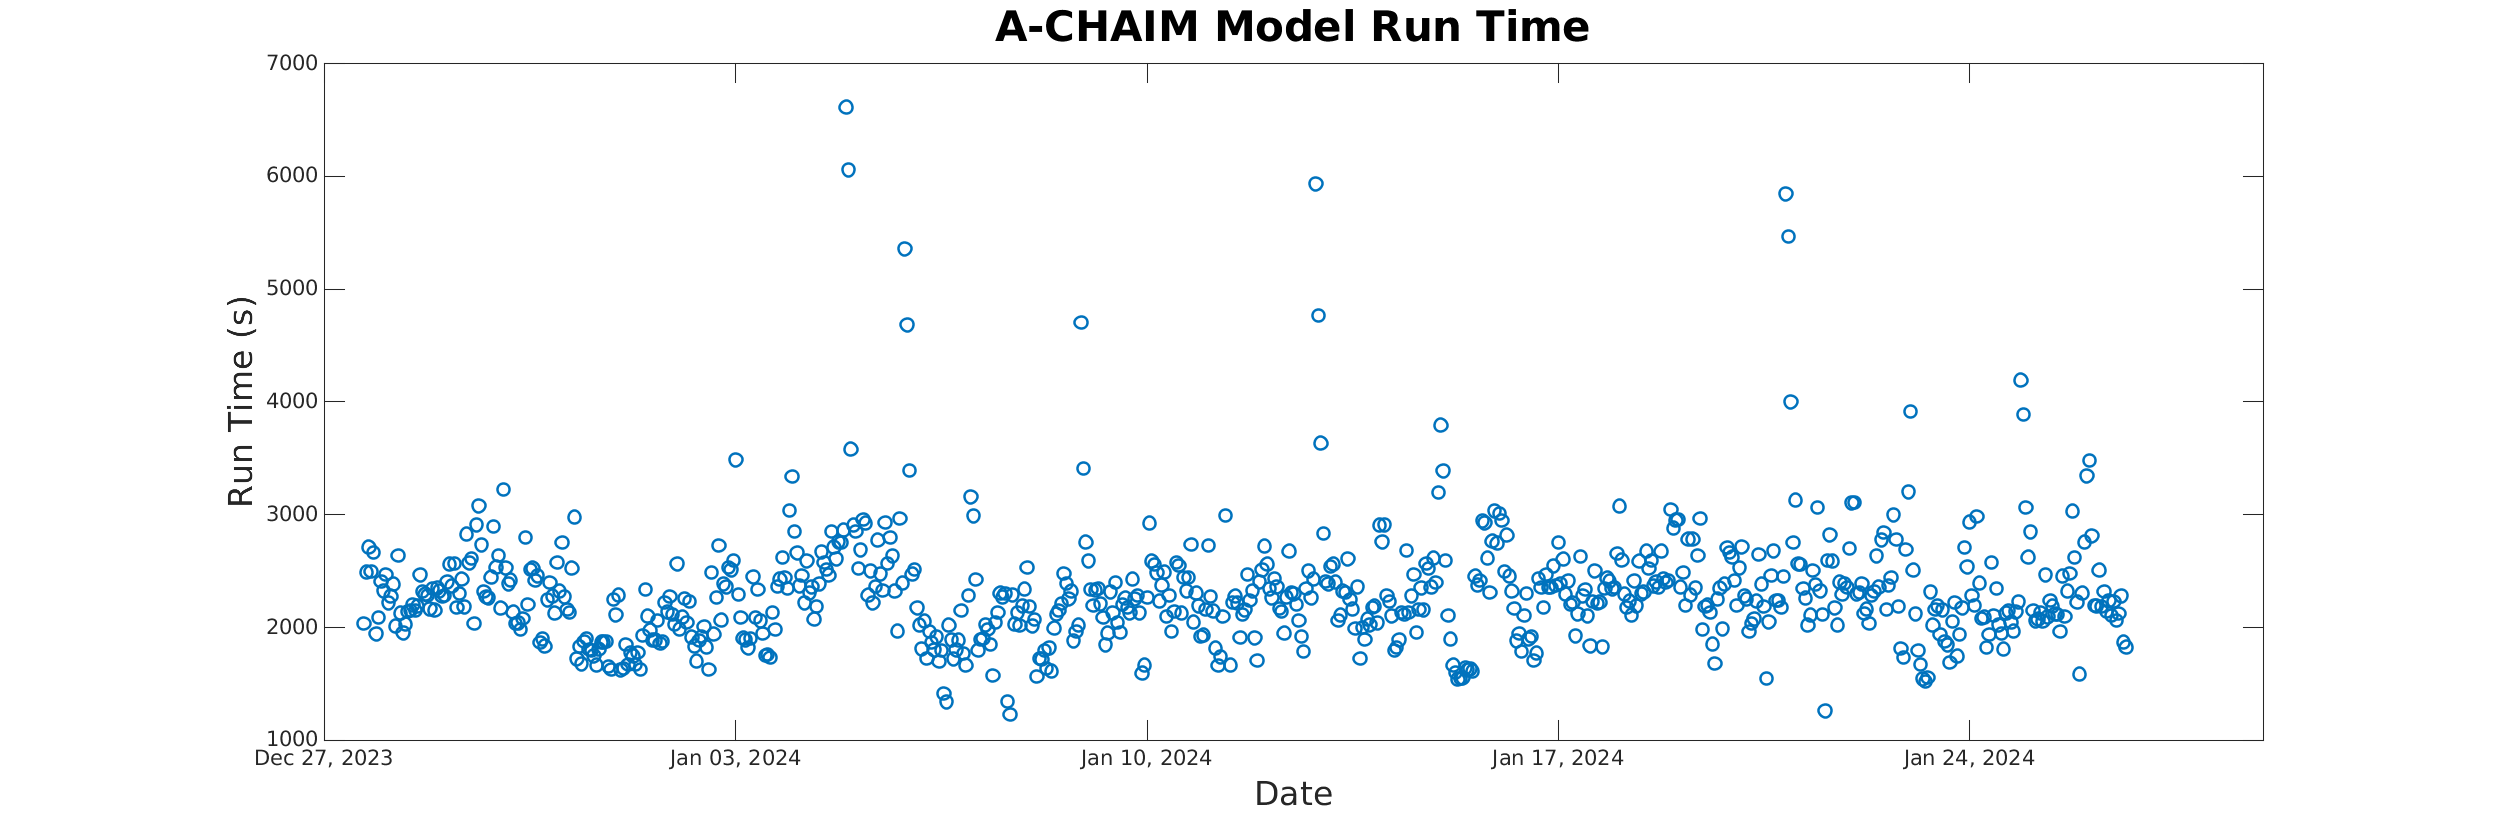 A-CHAIM Model Run Time
7000
6000
5000
4000
3000
2000
1000
Run Time (s)
Dec 27, 2023
Jan 03, 2024
Jan 10, 2024
Jan 17, 2024
Jan 24, 2024
Date